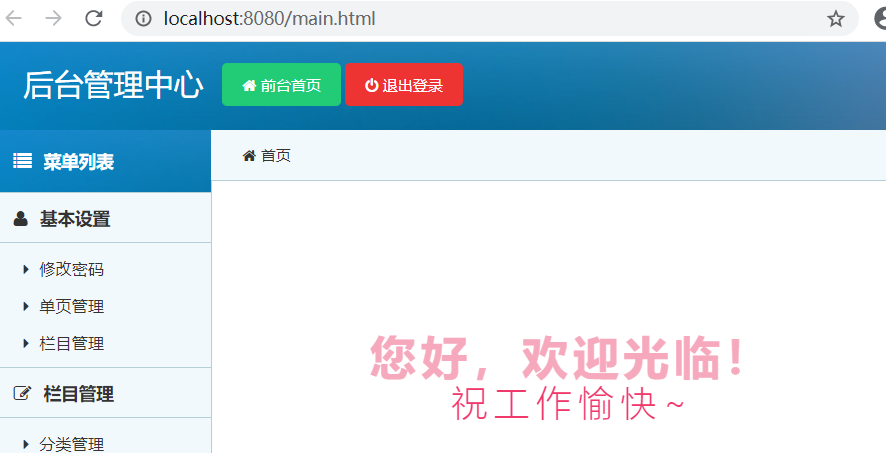 localhost:8080/main.html
后台管理中心
前台首页
退出登录
菜单列表
首页
基本设置
修改密码
单页管理
栏目管理
您好，欢迎光临！
祝工作愉快~
栏目管理
分类管理